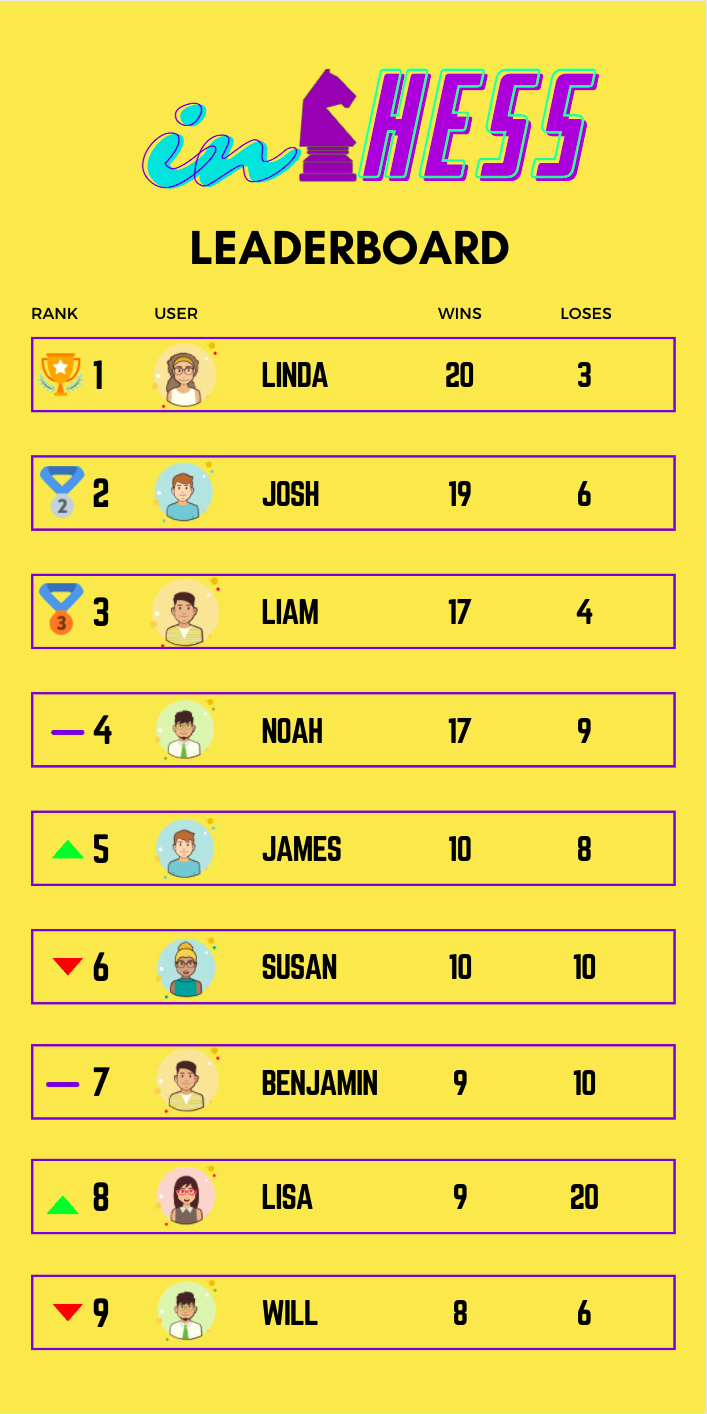 in HESS
LEADERBOARD
RANK USER WINS LOSES
1 LINDA 20 3
2 2 JOSH 19 6
3 3 LIAM 17 4
4 NOAH 17 9
5 JAMES 10 8
6 SUSAN 10 10
7 BENJAMIN 9 10
8 LISA 9 20
9 WILL 8 6